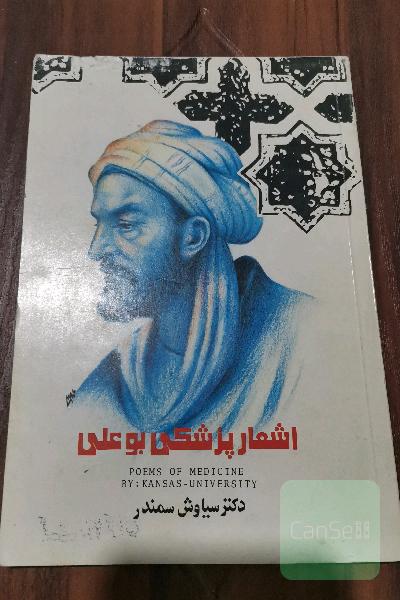 اشعار پزشکی بوعلی
POEMS OF MEDICINE
BY:KANSAS-UNIVERSITY
دکتر سیاوش سمندر
CanSell